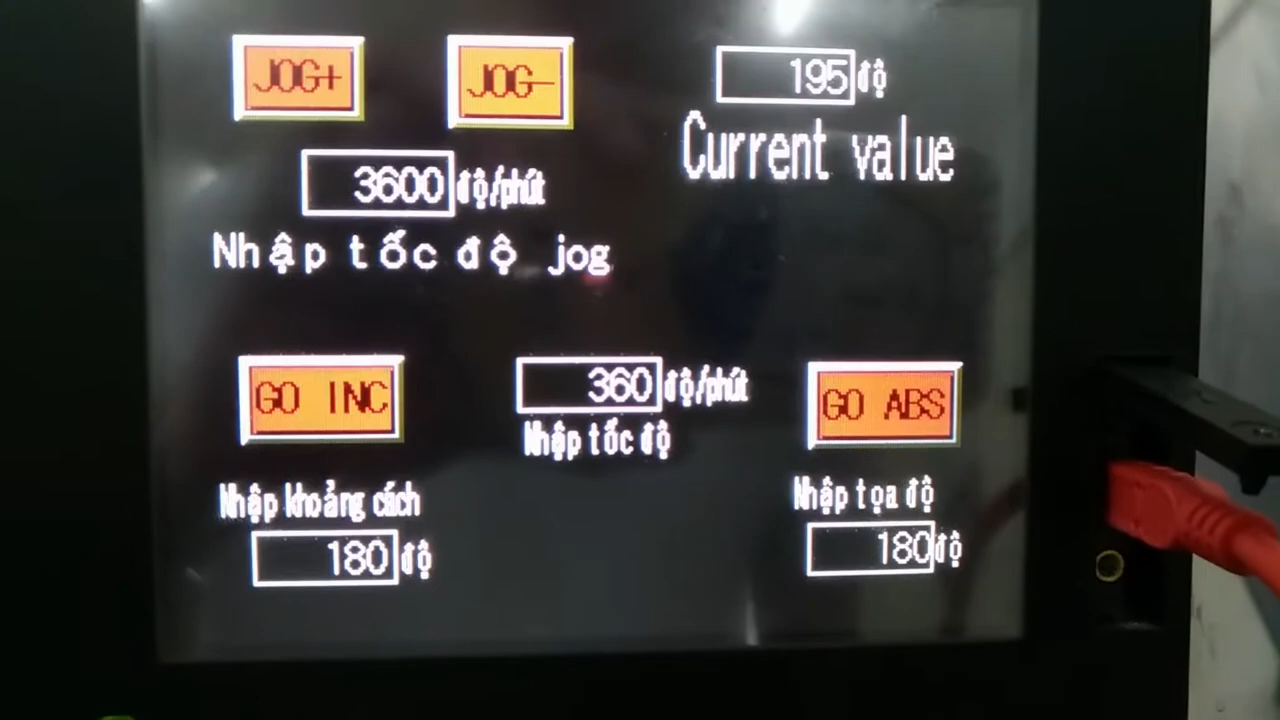 JOG+
JOG-
195 độ
Current value
3600 độ/phút
Nhập tốc độ jog
GO INC
360 độ/phút
Nhập tốc độ
GO ABS
Nhập khoảng cách
180 độ
Nhập tọa độ
180 độ